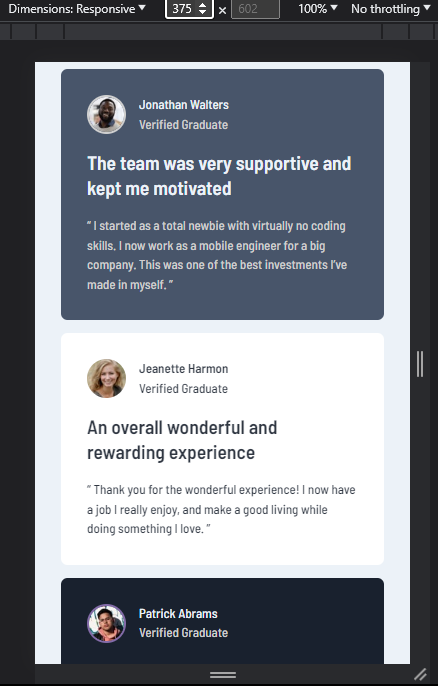 Dimensions: Responsive 375 × 602 100% No throttling
Jonathan Walters
Verified Graduate
The team was very supportive and
kept me motivated
“ I started as a total newbie with virtually no coding
skills. I now work as a mobile engineer for a big
company. This was one of the best investments I’ve
made in myself. ”
Jeanette Harmon
Verified Graduate
An overall wonderful and
rewarding experience
“ Thank you for the wonderful experience! I now have
a job I really enjoy, and make a good living while
doing something I love. ”
Patrick Abrams
Verified Graduate